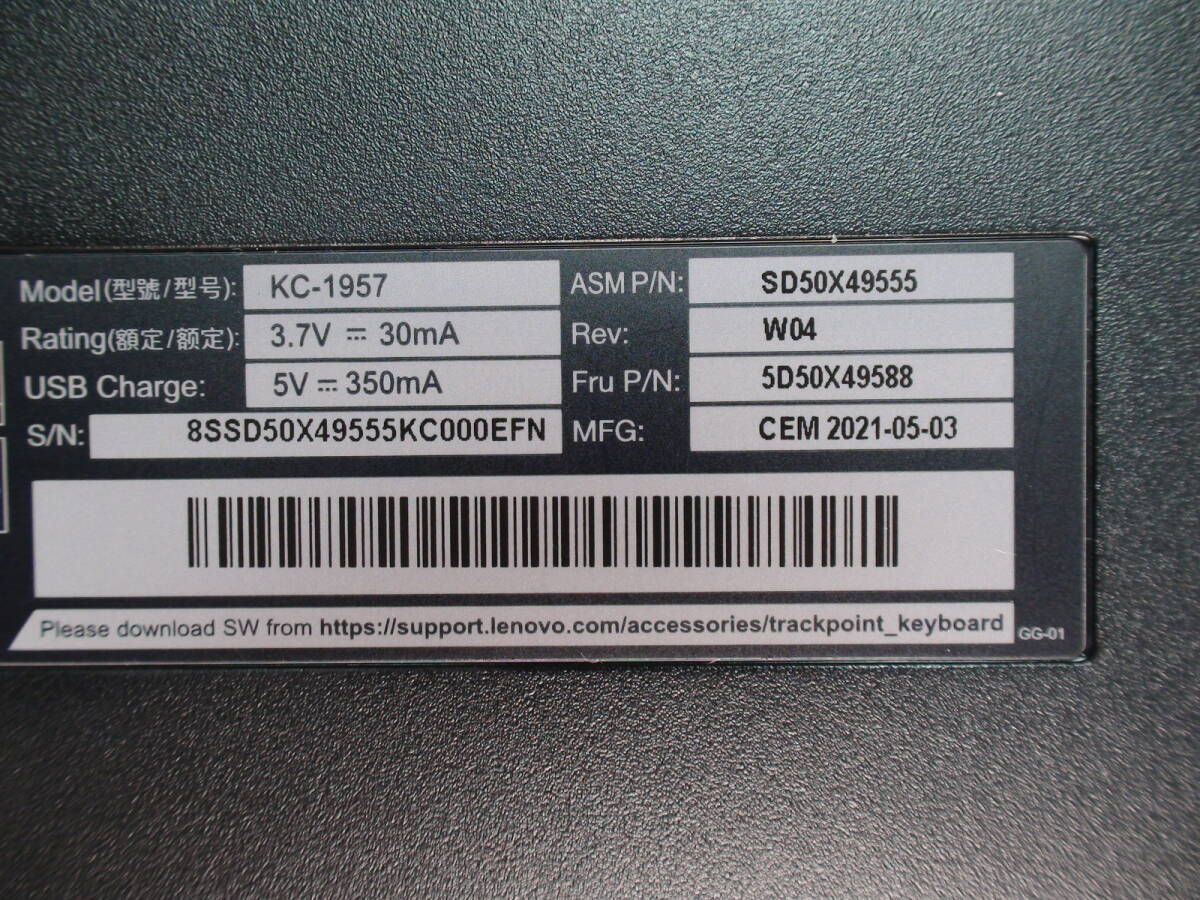 Model(型號/型号): KC-1957 ASM P/N: SD50X49555
Rating(額定/额定): 3.7V ⎓ 30mA Rev: W04
USB Charge: 5V ⎓ 350mA Fru P/N: 5D50X49588
S/N: 8SSD50X49555KC000EFN MFG: CEM 2021-05-03
Please download SW from https://support.lenovo.com/accessories/trackpoint_keyboard GG-01